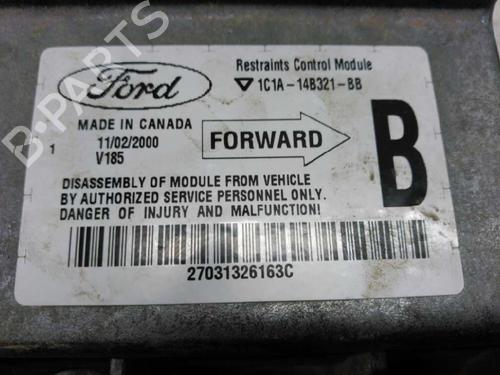 Ford
Restraints Control Module
1C1A-14B321-BB
MADE IN CANADA
11/02/2000
V185
1
FORWARD
B
DISASSEMBLY OF MODULE FROM VEHICLE
BY AUTHORIZED SERVICE PERSONNEL ONLY.
DANGER OF INJURY AND MALFUNCTION!
27031326163C
B-PARTS